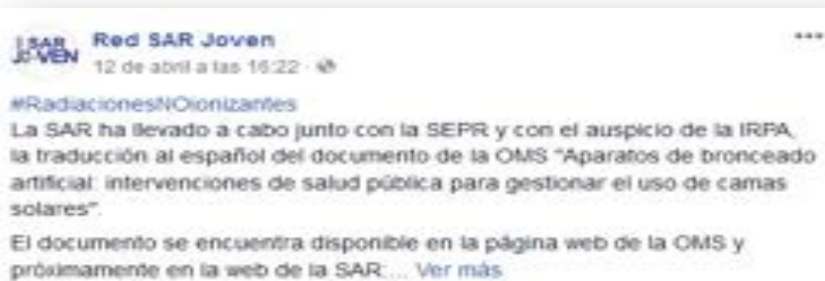 SAR
JOVEN
Red SAR Joven
12 de abril a las 16:22
#RadiacionesNOionizantes
La SAR ha llevado a cabo junto con la SEPR y con el auspicio de la IRPA,
la traducción al español del documento de la OMS "Aparatos de bronceado
artificial: intervenciones de salud pública para gestionar el uso de camas
solares".
El documento se encuentra disponible en la página web de la OMS y
próximamente en la web de la SAR:... Ver más